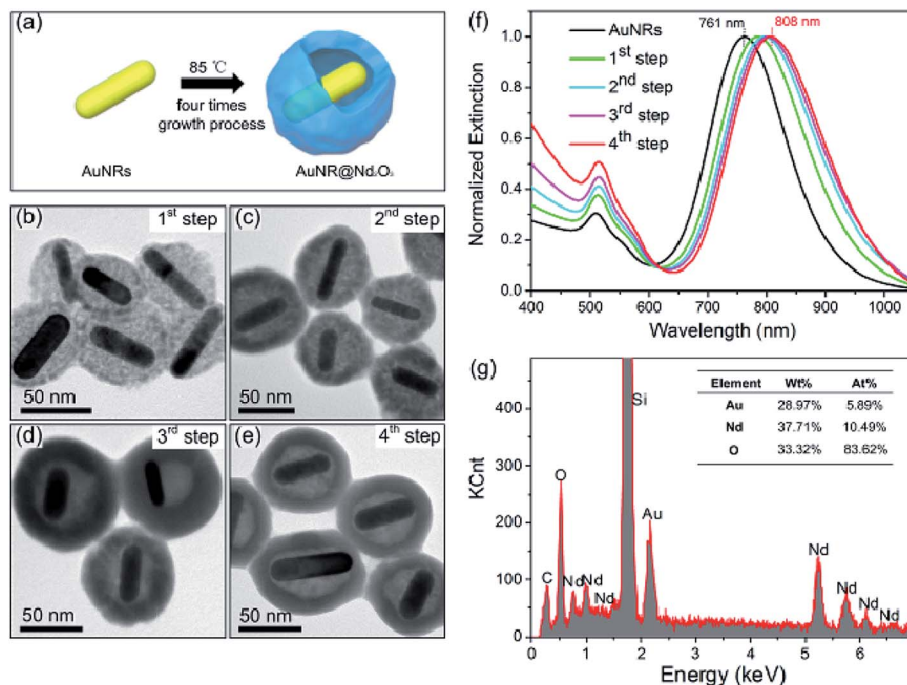 (a)
85 ℃
four times
growth process
AuNRs
AuNR@Nd₂O₃
(b)
1st step
50 nm
(c)
2nd step
50 nm
(d)
3rd step
50 nm
(e)
4th step
50 nm
(f)
761 nm
808 nm
AuNRs
1st step
2nd step
3rd step
4th step
Normalized Extinction
1.0
0.8
0.6
0.4
0.2
0.0
400 500 600 700 800 900 1000
Wavelength (nm)
(g)
Element Wt% At%
Au 28.97% 5.89%
Nd 37.71% 10.49%
O 33.32% 83.62%
KCnt
400
300
200
100
0
C
O
Nd
Nd
Nd
Si
Au
Nd
Nd
Nd
Nd
0 1 2 3 4 5 6
Energy (keV)